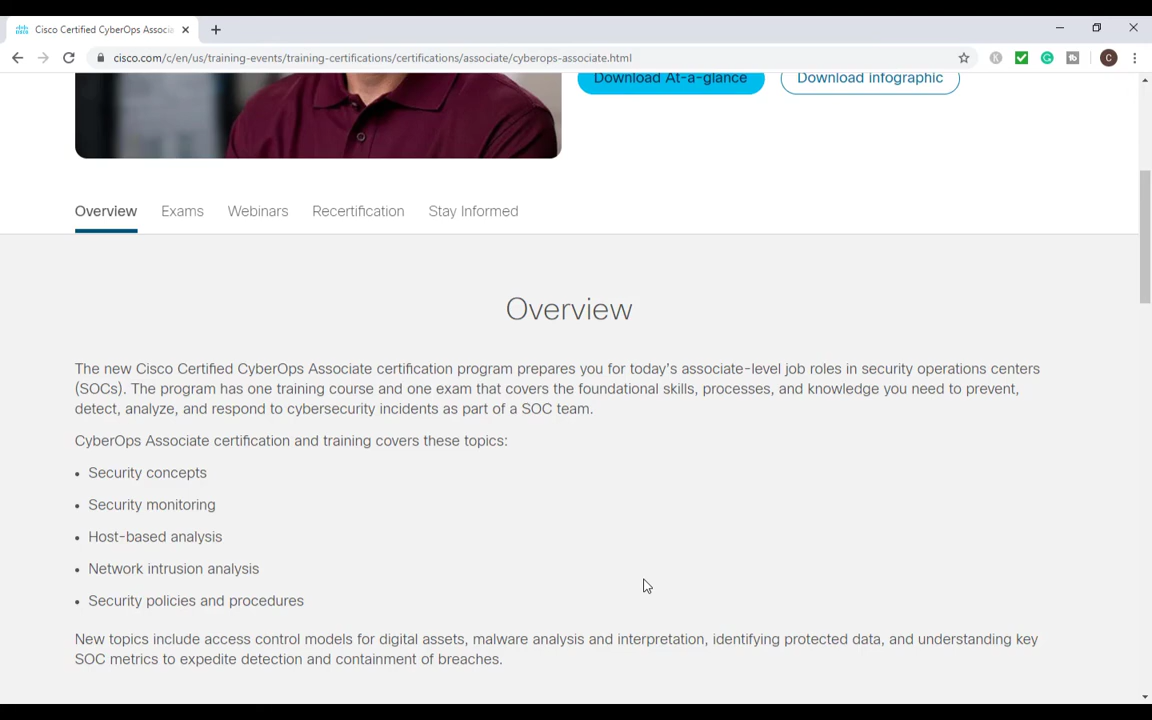 Cisco Certified CyberOps Associa
cisco.com/c/en/us/training-events/training-certifications/certifications/associate/cyberops-associate.html
C
Download At-a-glance
Download infographic
Overview
Exams
Webinars
Recertification
Stay Informed
Overview
The new Cisco Certified CyberOps Associate certification program prepares you for today's associate-level job roles in security operations centers
(SOCs). The program has one training course and one exam that covers the foundational skills, processes, and knowledge you need to prevent,
detect, analyze, and respond to cybersecurity incidents as part of a SOC team.
CyberOps Associate certification and training covers these topics:
• Security concepts
• Security monitoring
• Host-based analysis
• Network intrusion analysis
• Security policies and procedures
New topics include access control models for digital assets, malware analysis and interpretation, identifying protected data, and understanding key
SOC metrics to expedite detection and containment of breaches.